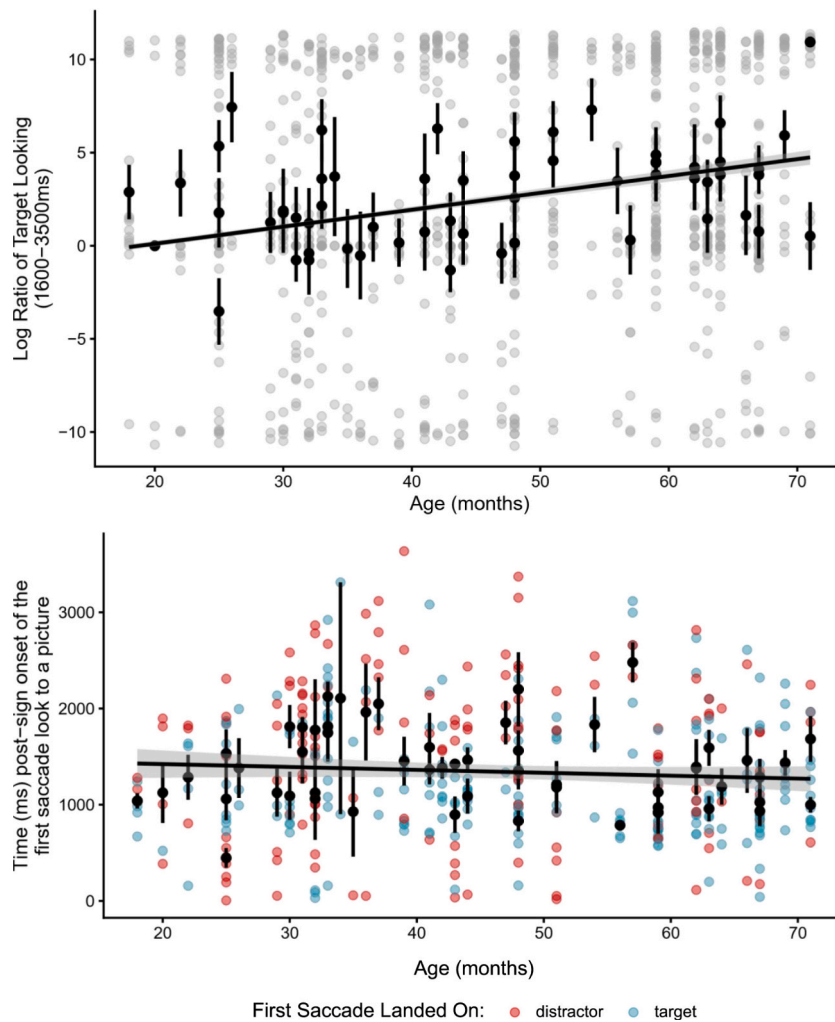 Log Ratio of Target Looking
(1600−3500ms)
10
5
0
−5
−10
20 30 40 50 60 70
Age (months)
Time (ms) post-sign onset of the
first saccade look to a picture
3000
2000
1000
0
20 30 40 50 60 70
Age (months)
First Saccade Landed On: distractor target